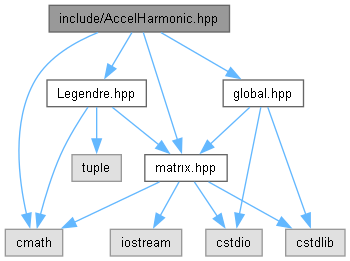 include/AccelHarmonic.hpp
Legendre.hpp
global.hpp
tuple
matrix.hpp
cmath
iostream
cstdio
cstdlib